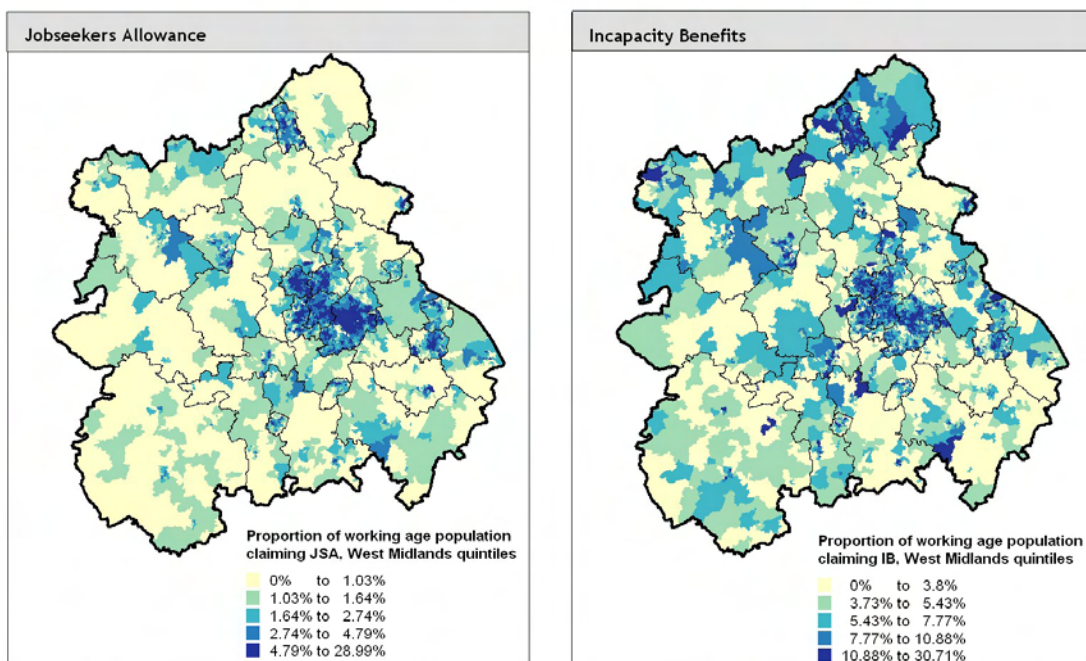 Jobseekers Allowance
Proportion of working age population
claiming JSA, West Midlands quintiles
0% to 1.03%
1.03% to 1.64%
1.64% to 2.74%
2.74% to 4.79%
4.79% to 28.99%
Incapacity Benefits
Proportion of working age population
claiming IB, West Midlands quintiles
0% to 3.8%
3.73% to 5.43%
5.43% to 7.77%
7.77% to 10.88%
10.88% to 30.71%